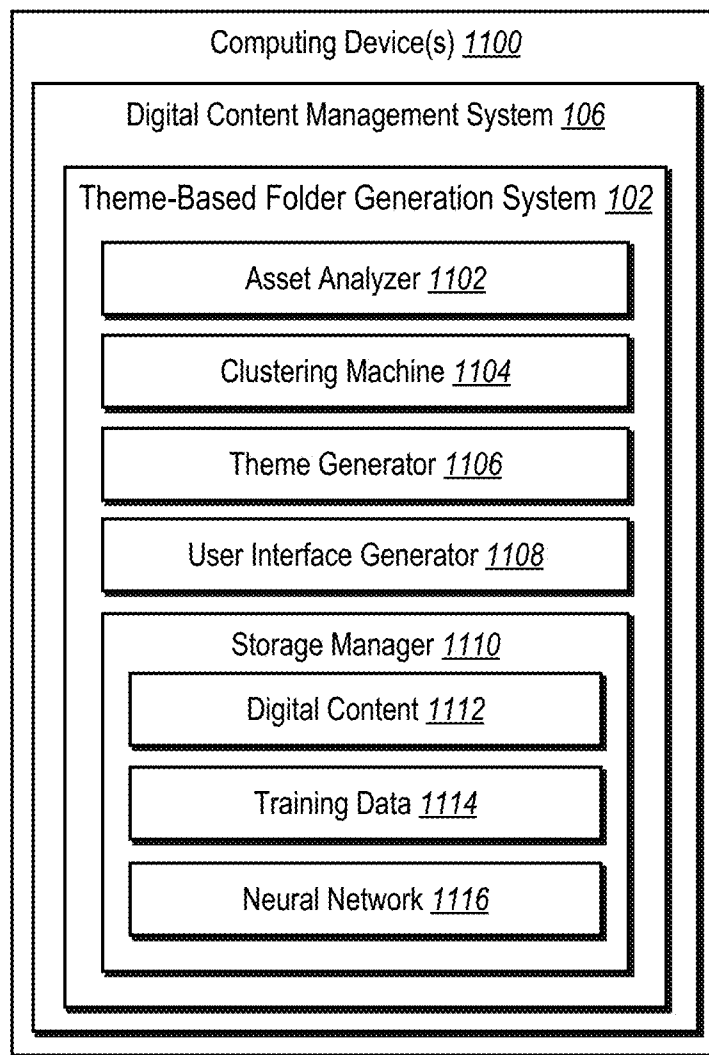 Computing Device(s) 1100
Digital Content Management System 106
Theme-Based Folder Generation System 102
Asset Analyzer 1102
Clustering Machine 1104
Theme Generator 1106
User Interface Generator 1108
Storage Manager 1110
Digital Content 1112
Training Data 1114
Neural Network 1116